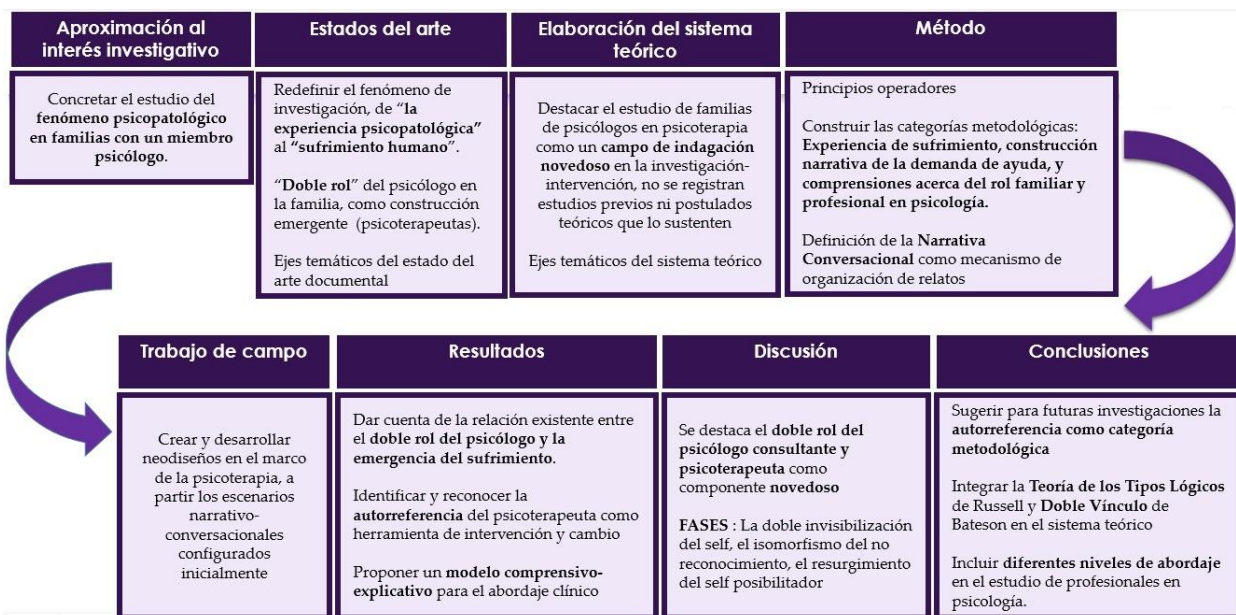 Aproximación al
interés investigativo
Concretar el estudio del
fenómeno psicopatológico
en familias con un miembro
psicólogo.
Estados del arte
Redefinir el fenómeno de
investigación, de “la
experiencia psicopatológica”
al “sufrimiento humano”.
“Doble rol” del psicólogo en
la familia, como construcción
emergente (psicoterapeutas).
Ejes temáticos del estado del
arte documental
Elaboración del sistema
teórico
Destacar el estudio de familias
de psicólogos en psicoterapia
como un campo de indagación
novedoso en la investigación-
intervención, no se registran
estudios previos ni postulados
teóricos que lo sustenten
Ejes temáticos del sistema teórico
Método
Principios operadores
Construir las categorías metodológicas:
Experiencia de sufrimiento, construcción
narrativa de la demanda de ayuda, y
comprensiones acerca del rol familiar y
profesional en psicología.
Definición de la Narrativa
Conversacional como mecanismo de
organización de relatos
Trabajo de campo
Crear y desarrollar
neodiseños en el marco
de la psicoterapia, a
partir los escenarios
narrativo-
conversacionales
configurados
inicialmente
Resultados
Dar cuenta de la relación existente entre
el doble rol del psicólogo y la
emergencia del sufrimiento.
Identificar y reconocer la
autorreferencia del psicoterapeuta como
herramienta de intervención y cambio
Proponer un modelo comprensivo-
explicativo para el abordaje clínico
Discusión
Se destaca el doble rol del
psicólogo consultante y
psicoterapeuta como
componente novedoso
FASES : La doble invisibilización
del self, el isomorfismo del no
reconocimiento, el resurgimiento
del self posibilitador
Conclusiones
Sugerir para futuras investigaciones la
autorreferencia como categoría
metodológica
Integrar la Teoría de los Tipos Lógicos
de Russell y Doble Vínculo de
Bateson en el sistema teórico
Incluir diferentes niveles de abordaje
en el estudio de profesionales en
psicología.